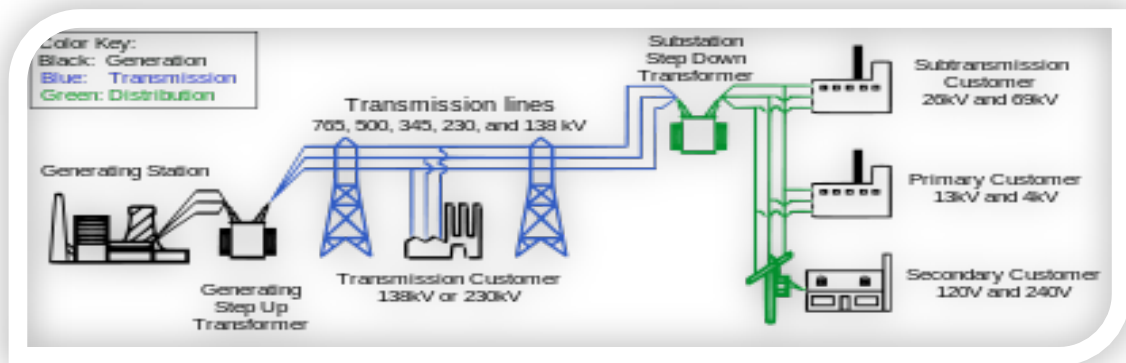 Color Key:
Black: Generation
Blue: Transmission
Green: Distribution
Substation
Step Down
Transformer
Subtransmission
Customer
26kV and 69kV
Transmission lines
765, 500, 345, 230, and 138 kV
Generating Station
Primary Customer
13kV and 4kV
Transmission Customer
138kV or 230kV
Generating
Step Up
Transformer
Secondary Customer
120V and 240V